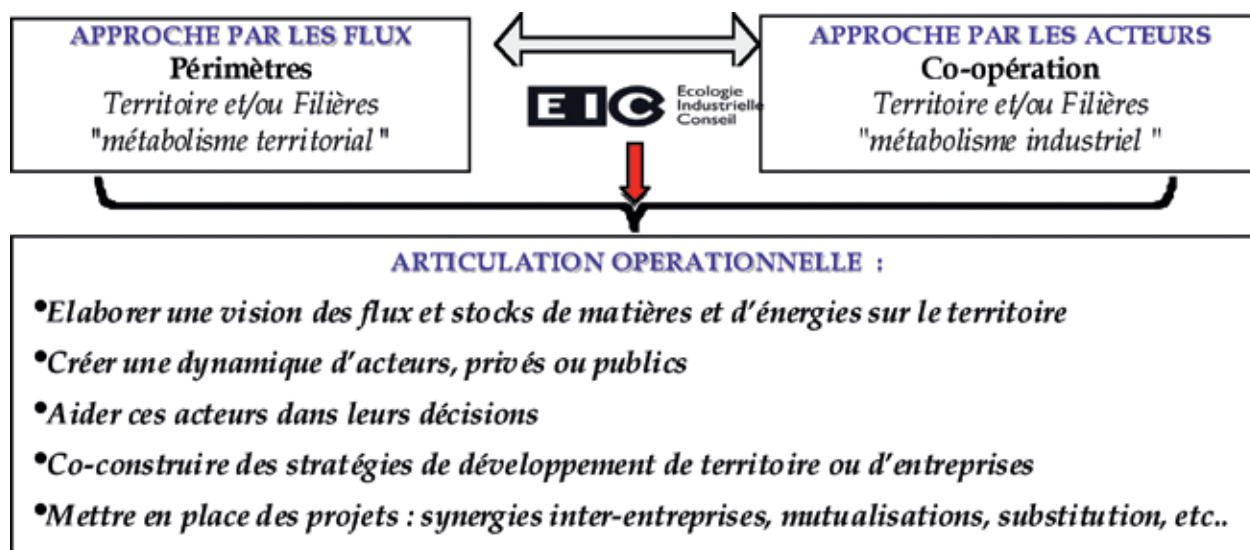 APPROCHE PAR LES FLUX
Périmètres
Territoire et/ou Filières
"métabolisme territorial "
EIC Ecologie
Industrielle
Conseil
APPROCHE PAR LES ACTEURS
Co-opération
Territoire et/ou Filières
"métabolisme industriel "
ARTICULATION OPERATIONNELLE :
•Elaborer une vision des flux et stocks de matières et d'énergies sur le territoire
•Créer une dynamique d'acteurs, privés ou publics
•Aider ces acteurs dans leurs décisions
•Co-construire des stratégies de développement de territoire ou d'entreprises
•Mettre en place des projets : synergies inter-entreprises, mutualisations, substitution, etc..